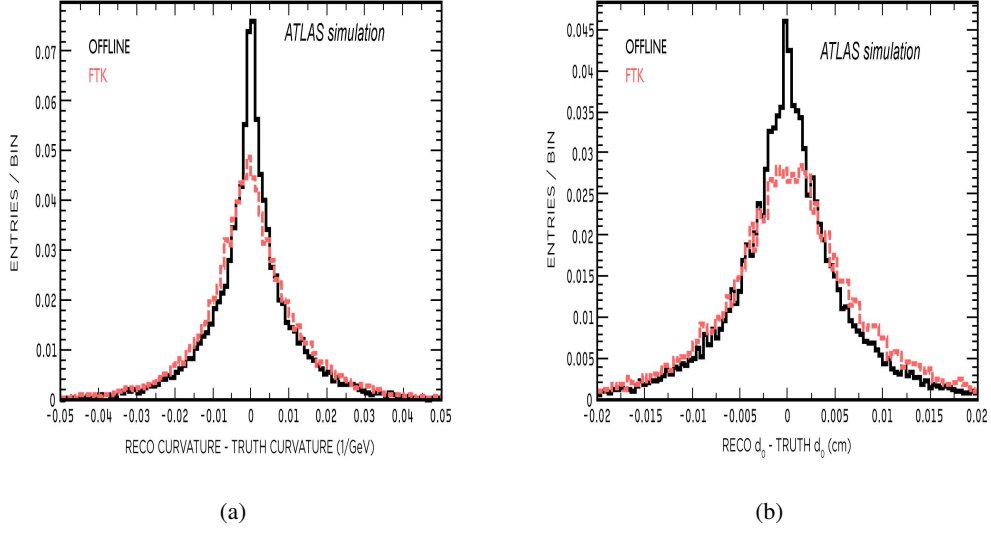 ATLAS simulation
OFFLINE
FTK
ENTRIES / BIN
0.07
0.06
0.05
0.04
0.03
0.02
0.01
0
-0.05 -0.04 -0.03 -0.02 -0.01 0 0.01 0.02 0.03 0.04 0.05
RECO CURVATURE - TRUTH CURVATURE (1/GeV)
(a)
ATLAS simulation
OFFLINE
FTK
ENTRIES / BIN
0.045
0.04
0.035
0.03
0.025
0.02
0.015
0.01
0.005
0
-0.02 -0.015 -0.01 -0.005 0 0.005 0.01 0.015 0.02
RECO d₀ - TRUTH d₀ (cm)
(b)